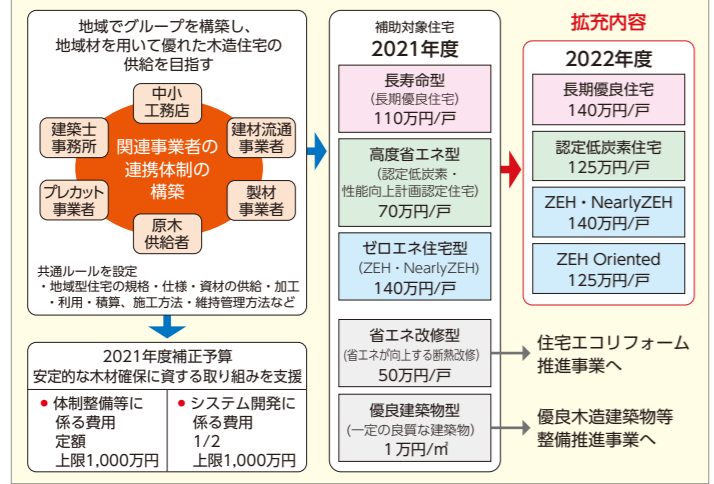 地域でグループを構築し、
地域材を用いて優れた木造住宅の
供給を目指す
中小
工務店
建築士
事務所
建材流通
事業者
関連事業者の
連携体制の
構築
プレカット
事業者
製材
事業者
原木
供給者
共通ルールを設定
・地域型住宅の規格・仕様・資材の供給・加工
・利用・積算、施工方法・維持管理方法など
2021年度補正予算
安定的な木材確保に資する取り組みを支援
● 体制整備等に
係る費用
定額
上限1,000万円
● システム開発に
係る費用
1/2
上限1,000万円
補助対象住宅
2021年度
長寿命型
(長期優良住宅)
110万円/戸
高度省エネ型
(認定低炭素・
性能向上計画認定住宅)
70万円/戸
ゼロエネ住宅型
(ZEH・NearlyZEH)
140万円/戸
省エネ改修型
(省エネが向上する断熱改修)
50万円/戸
優良建築物型
(一定の良質な建築物)
1万円/㎡
拡充内容
2022年度
長期優良住宅
140万円/戸
認定低炭素住宅
125万円/戸
ZEH・NearlyZEH
140万円/戸
ZEH Oriented
125万円/戸
住宅エコリフォーム
推進事業へ
優良木造建築物等
整備推進事業へ